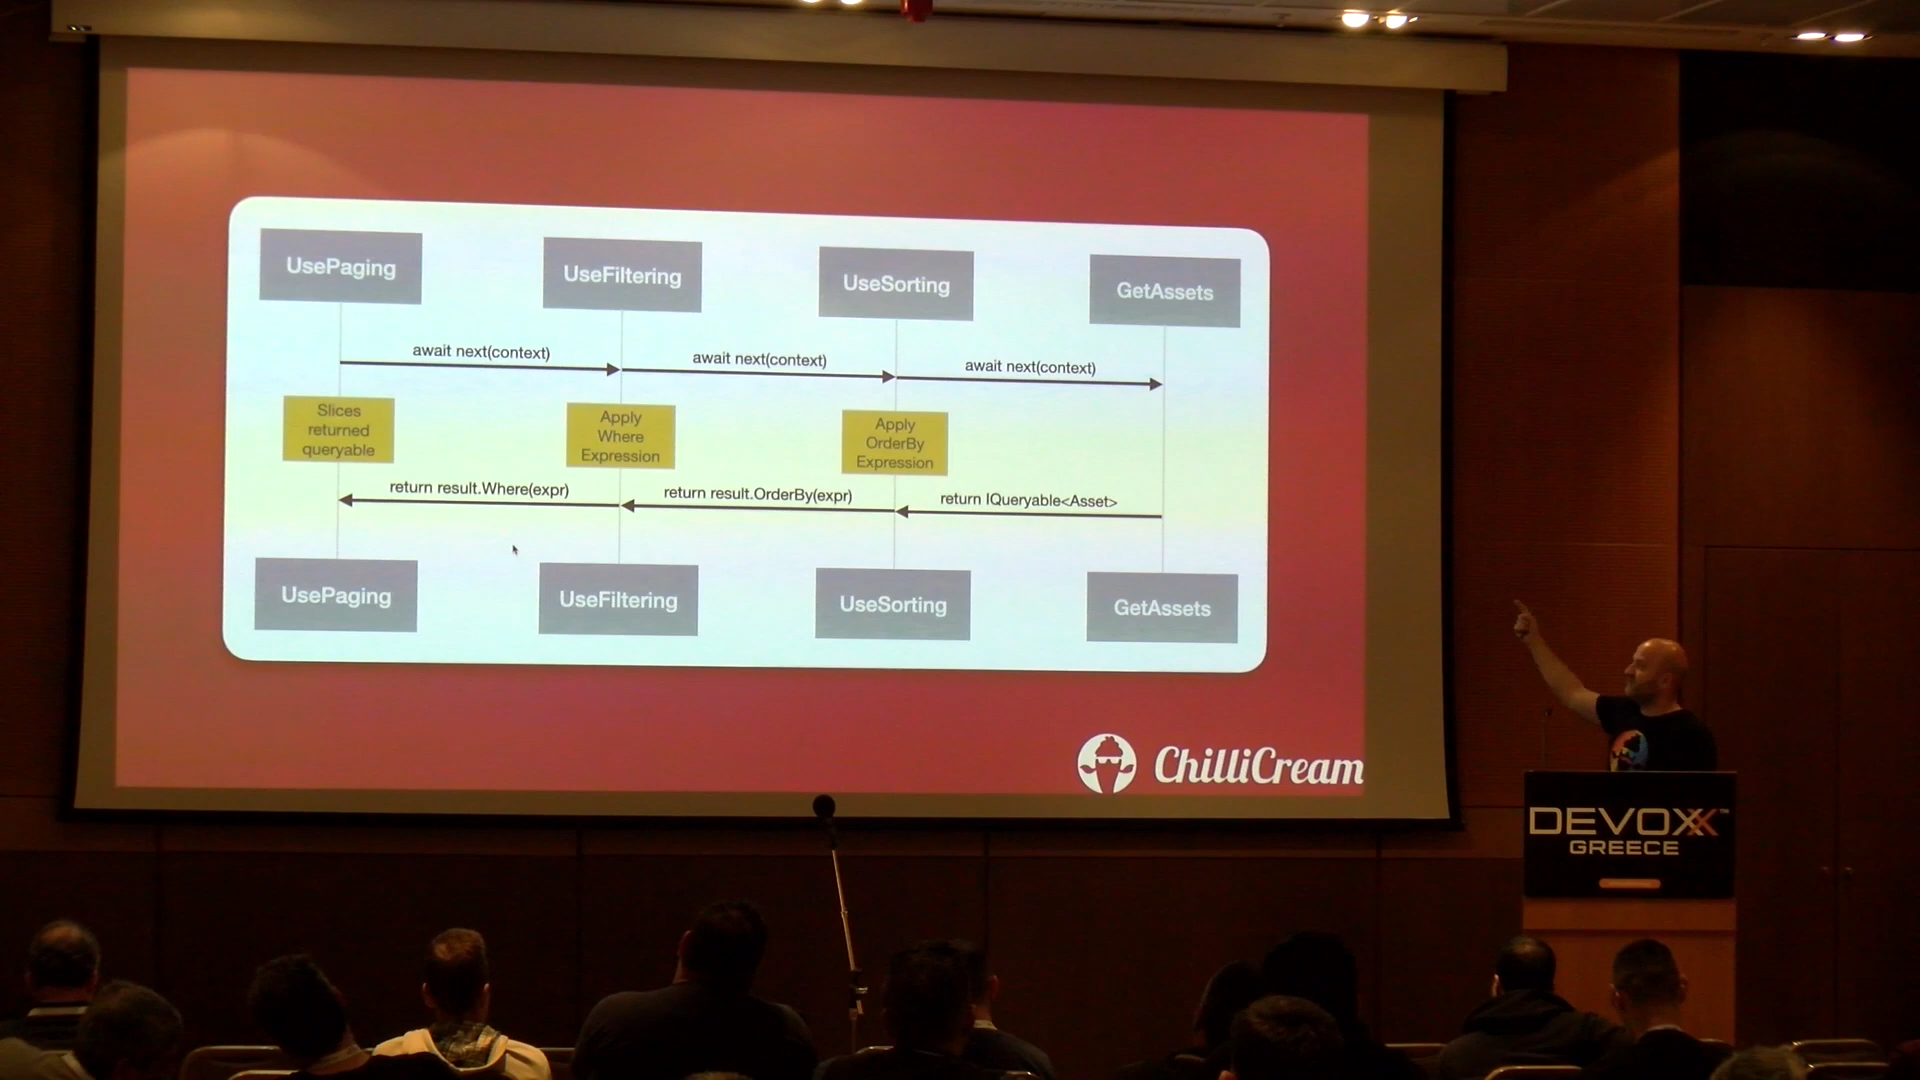 UsePaging
UseFiltering
UseSorting
GetAssets
await next(context)
await next(context)
await next(context)
Slices
returned
queryable
Apply
Where
Expression
Apply
OrderBy
Expression
return result.Where(expr)
return result.OrderBy(expr)
return IQueryable<Asset>
UsePaging
UseFiltering
UseSorting
GetAssets
ChilliCream
DEVOXX™
GREECE